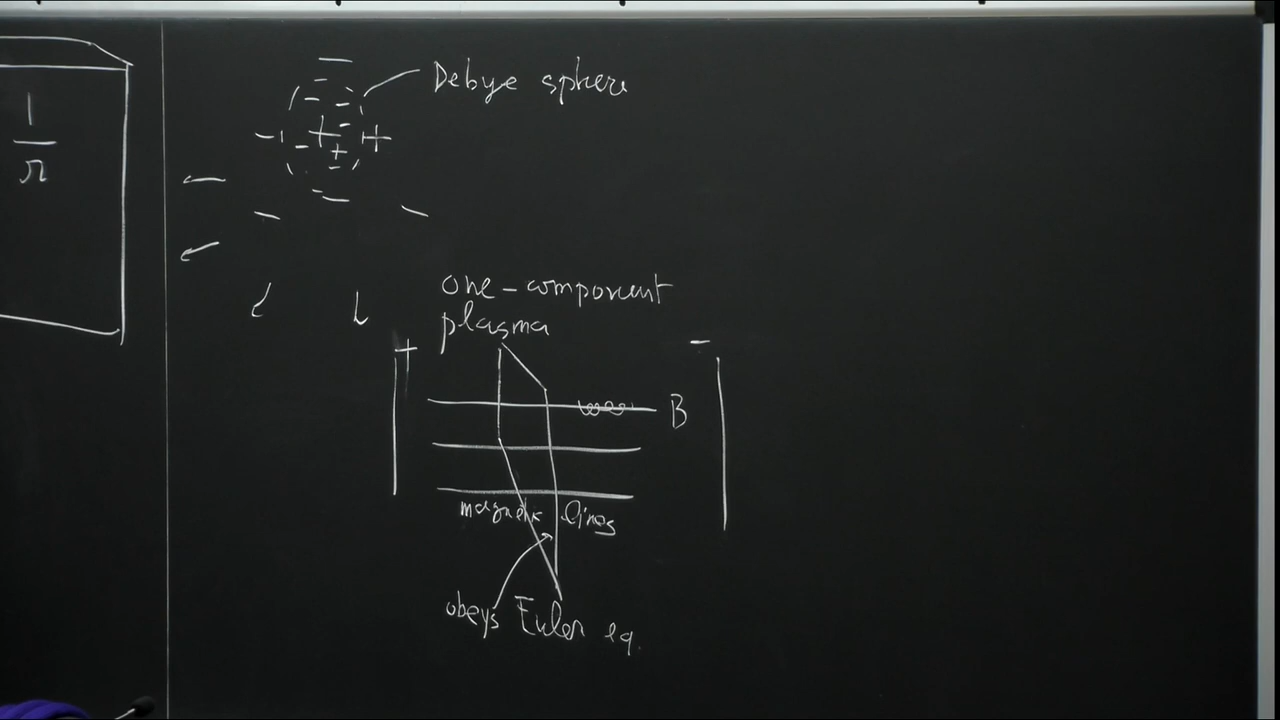 1
r
Debye sphere
one-component
plasma
+ -
B
magnetic lines
obeys Euler eq.